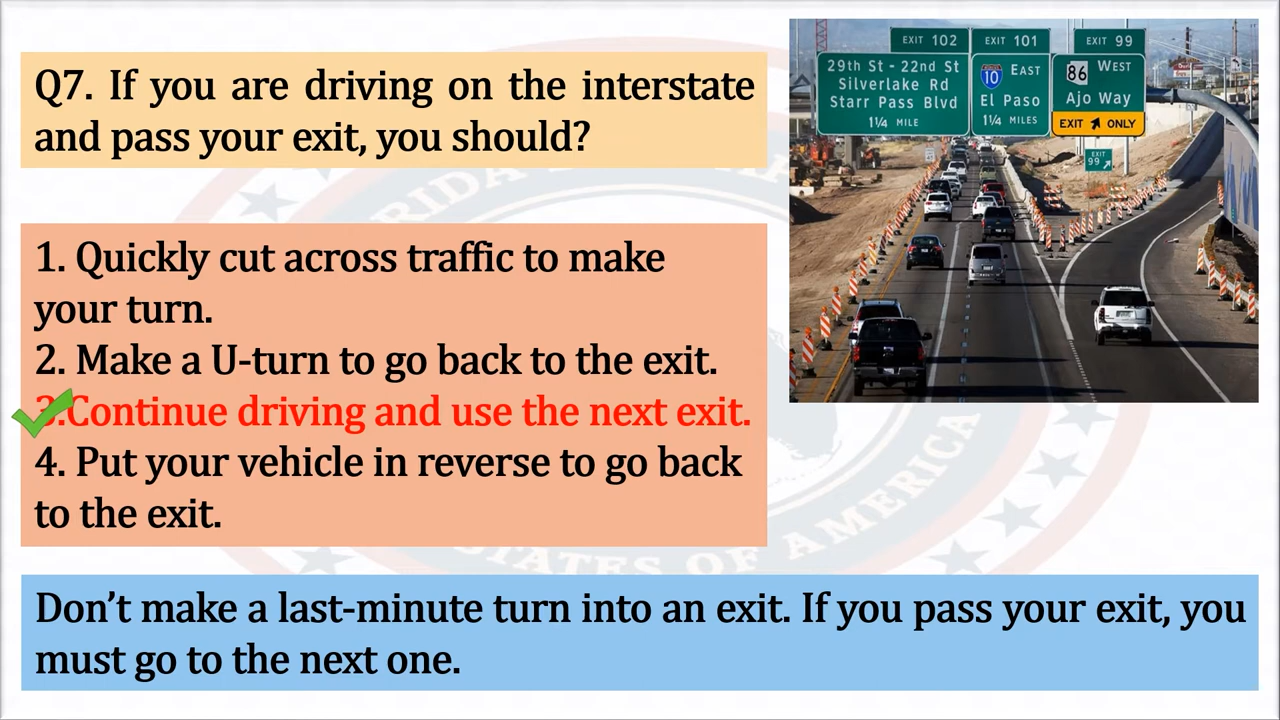 Q7. If you are driving on the interstate
and pass your exit, you should?
1. Quickly cut across traffic to make
your turn.
2. Make a U-turn to go back to the exit.
3.Continue driving and use the next exit.
4. Put your vehicle in reverse to go back
to the exit.
EXIT 102
29th St - 22nd St
Silverlake Rd
Starr Pass Blvd
1¼ MILE
EXIT 101
10 EAST
El Paso
1¼ MILES
EXIT 99
86 WEST
Ajo Way
EXIT ONLY
EXIT
99
RIDA
STATES OF AMERICA
Don't make a last-minute turn into an exit. If you pass your exit, you
must go to the next one.